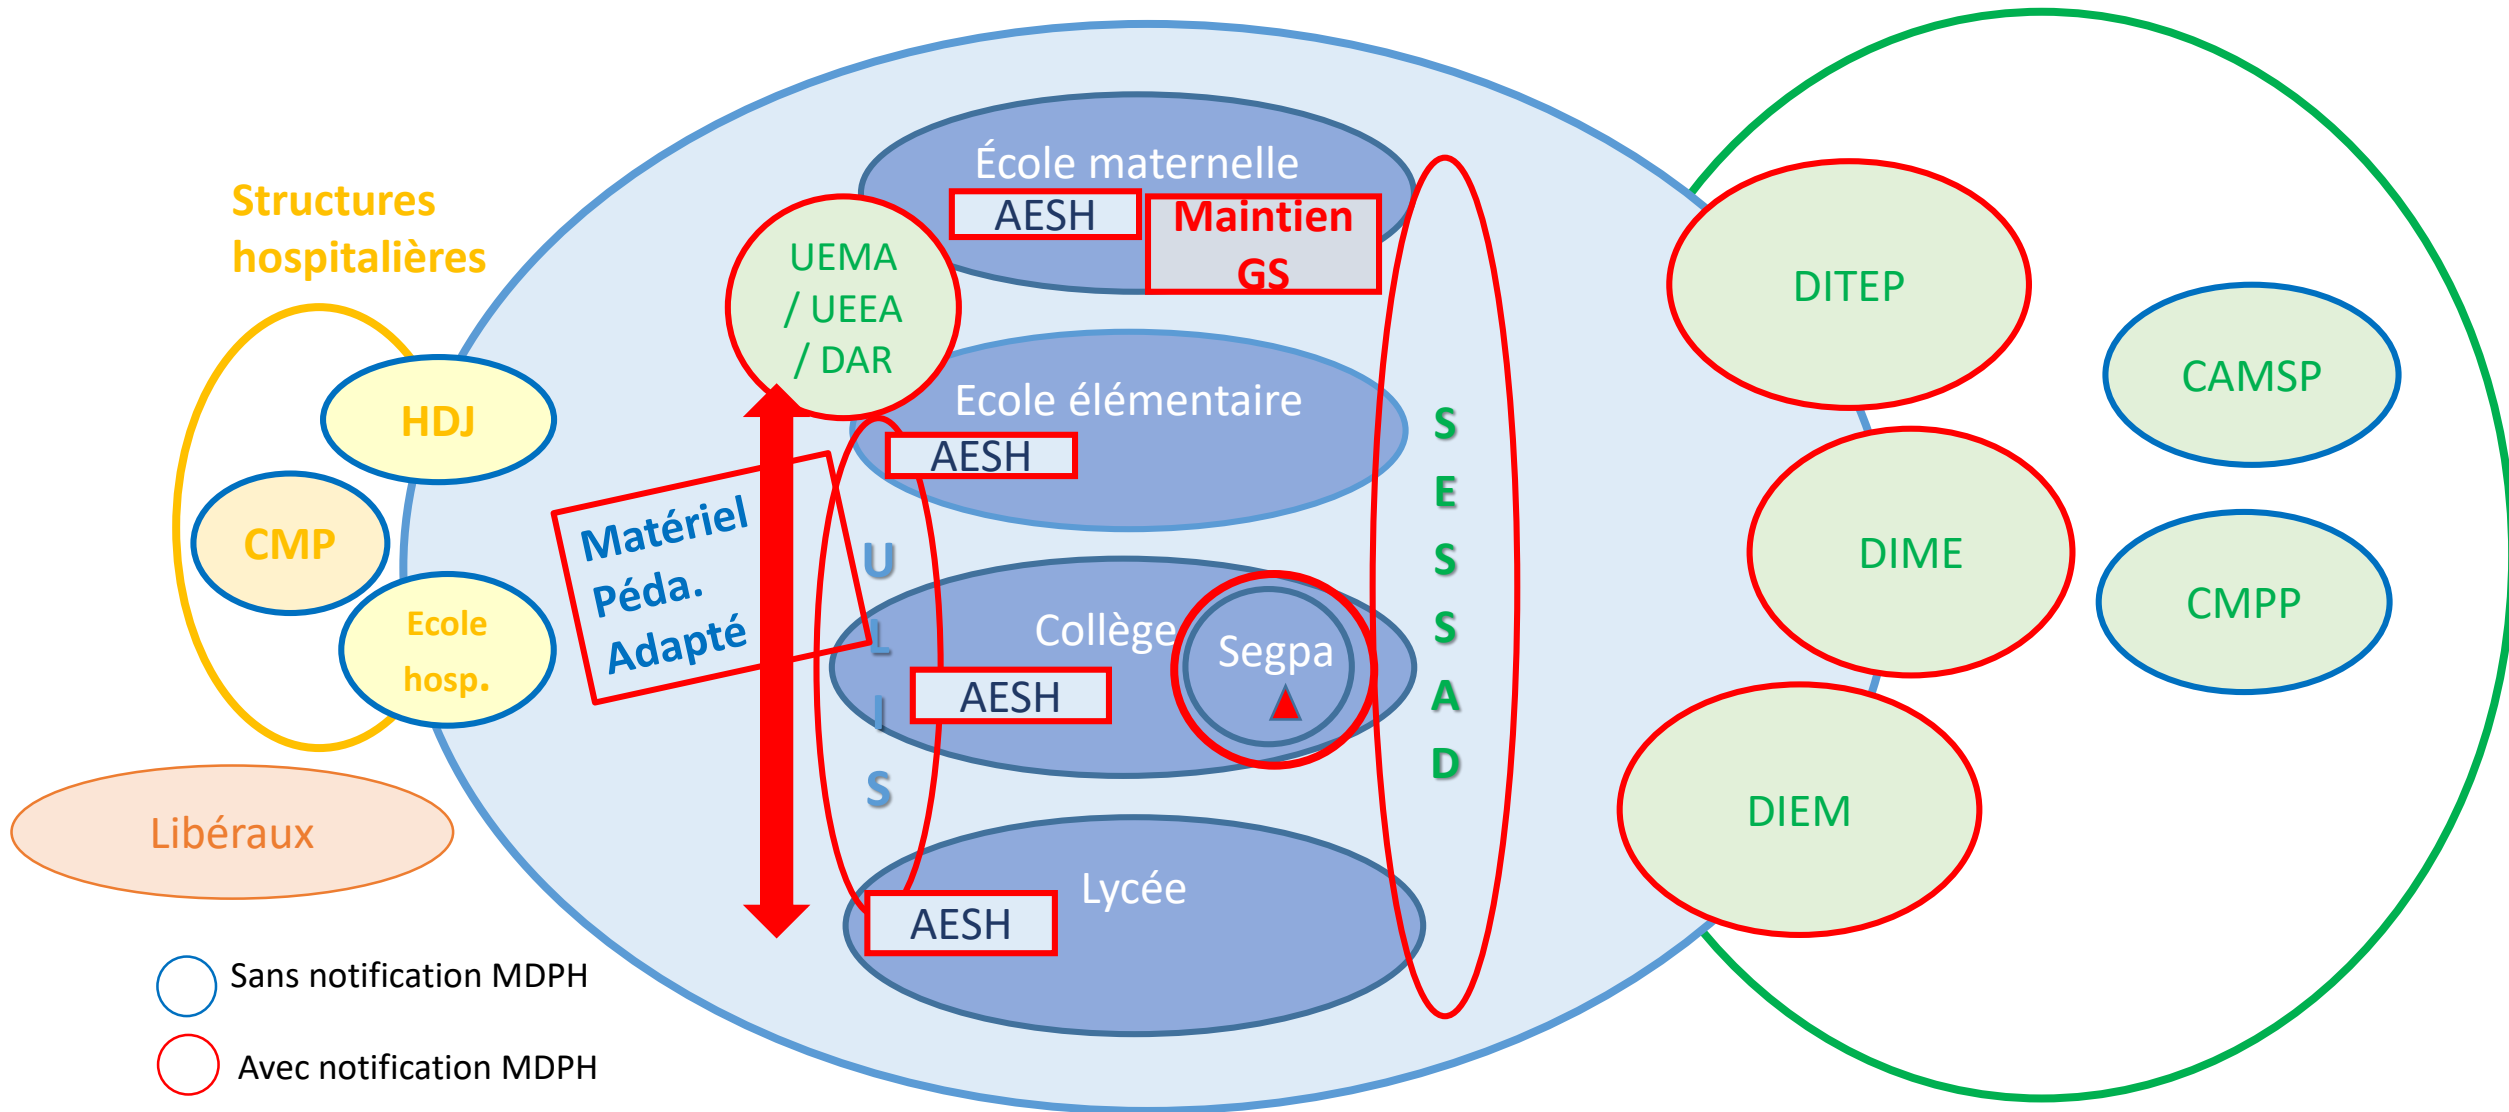 École maternelle
AESH
Maintien
GS
Structures
hospitalières
UEMA
/ UEEA
/ DAR
DITEP
CAMSP
Ecole élémentaire
AESH
HDJ
CMP
Ecole
hosp.
Matériel
Péda.
Adapté
U
L
I
S
S
E
S
S
A
D
DIME
CMPP
Collège
Segpa
AESH
Libéraux
DIEM
Lycée
AESH
Sans notification MDPH
Avec notification MDPH